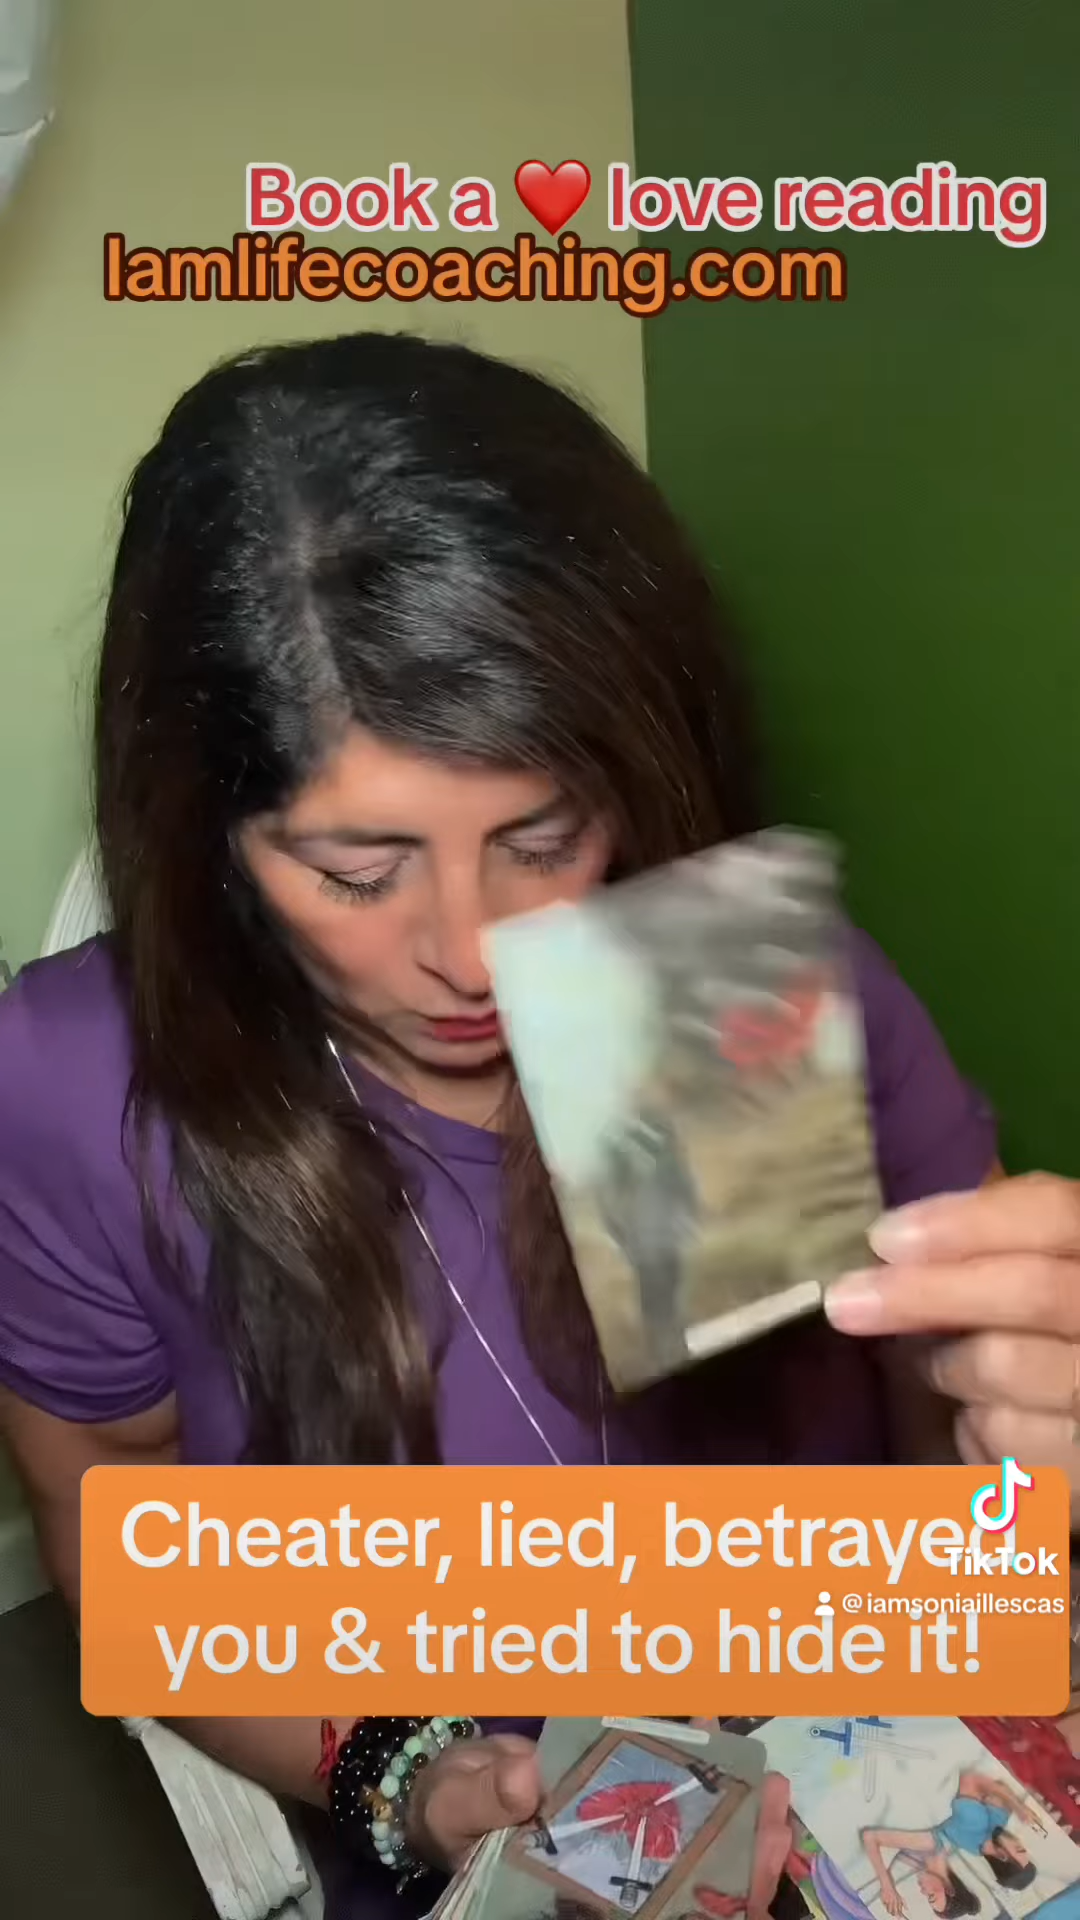 Book a ❤️ love reading
Iamlifecoaching.com
Cheater, lied, betrayed
you & tried to hide it!
TikTok
@iamsoniaillescas